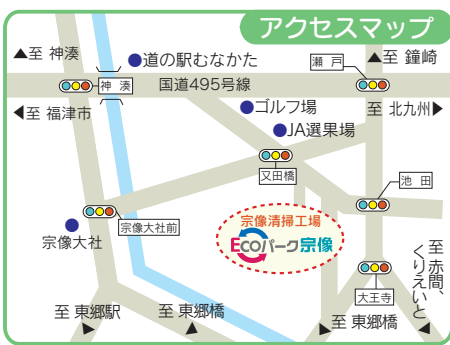 アクセスマップ
▲至 神湊
●道の駅むなかた
瀬 戸
▲至 鐘崎
神 湊
国道495号線
◀至 福津市
●ゴルフ場
至 北九州▶
●JA選果場
又田橋
池 田
宗像大社前
宗像大社
宗像清掃工場
ECOパーク宗像
大王寺
至 赤間、
くりえいと
至 東郷駅
至 東郷橋
至 東郷橋